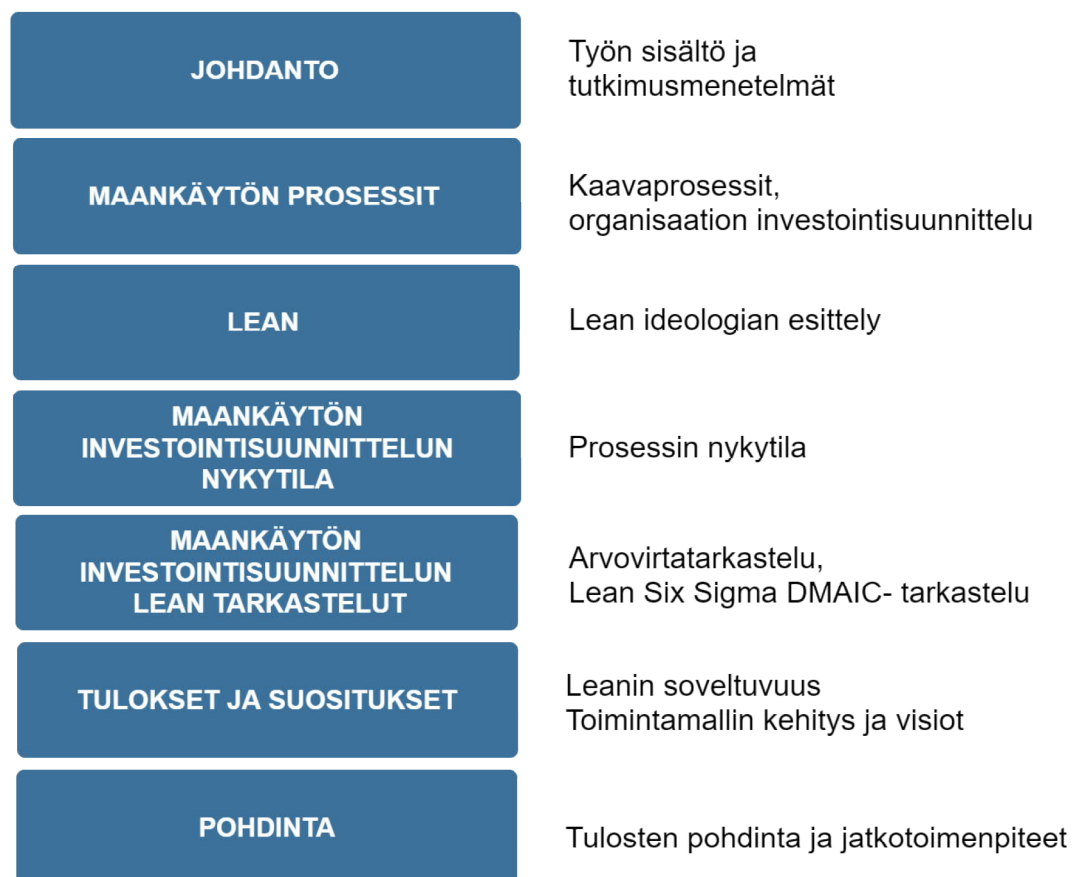 JOHDANTO
Työn sisältö ja
tutkimusmenetelmät
MAANKÄYTÖN PROSESSIT
Kaavaprosessit,
organisaation investointisuunnittelu
LEAN
Lean ideologian esittely
MAANKÄYTÖN
INVESTOINTISUUNNITTELUN
NYKYTILA
Prosessin nykytila
MAANKÄYTÖN
INVESTOINTISUUNNITTELUN
LEAN TARKASTELUT
Arvovirtatarkastelu,
Lean Six Sigma DMAIC- tarkastelu
TULOKSET JA SUOSITUKSET
Leanin soveltuvuus
Toimintamallin kehitys ja visiot
POHDINTA
Tulosten pohdinta ja jatkotoimenpiteet